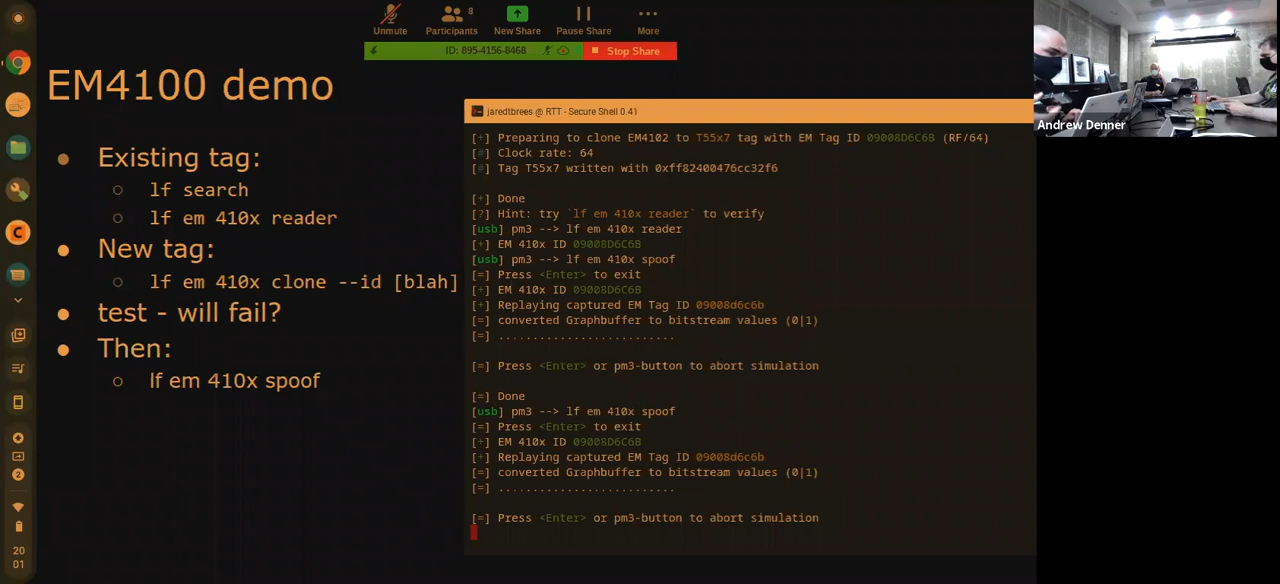 Unmute
Participants
8
New Share
Pause Share
More
ID: 895-4156-8468
Stop Share
EM4100 demo
Existing tag:
lf search
lf em 410x reader
New tag:
lf em 410x clone --id [blah]
test - will fail?
Then:
lf em 410x spoof
jaredtbrees @ RTT - Secure Shell 0.41
[+] Preparing to clone EM4102 to T55x7 tag with EM Tag ID 09008D6C6B (RF/64)
[#] Clock rate: 64
[#] Tag T55x7 written with 0xff82400476cc32f6
[+] Done
[?] Hint: try `lf em 410x reader` to verify
[usb] pm3 --> lf em 410x reader
[+] EM 410x ID 09008D6C6B
[usb] pm3 --> lf em 410x spoof
[=] Press <Enter> to exit
[+] EM 410x ID 09008D6C6B
[+] Replaying captured EM Tag ID 09008d6c6b
[=] converted Graphbuffer to bitstream values (0|1)
[=] ..........................
[=] Press <Enter> or pm3-button to abort simulation
[=] Done
[usb] pm3 --> lf em 410x spoof
[=] Press <Enter> to exit
[+] EM 410x ID 09008D6C6B
[+] Replaying captured EM Tag ID 09008d6c6b
[=] converted Graphbuffer to bitstream values (0|1)
[=] ..........................
[=] Press <Enter> or pm3-button to abort simulation
Andrew Denner
C
2
20
01